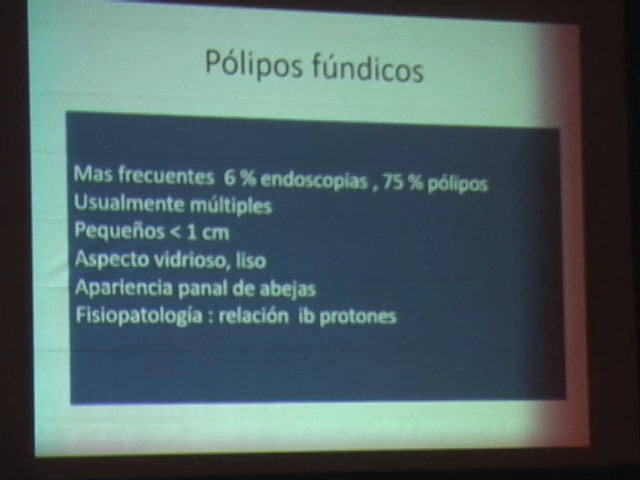 Pólipos fúndicos
Mas frecuentes 6 % endoscopias , 75 % pólipos
Usualmente múltiples
Pequeños < 1 cm
Aspecto vidrioso, liso
Apariencia panal de abejas
Fisiopatología : relación ib protones